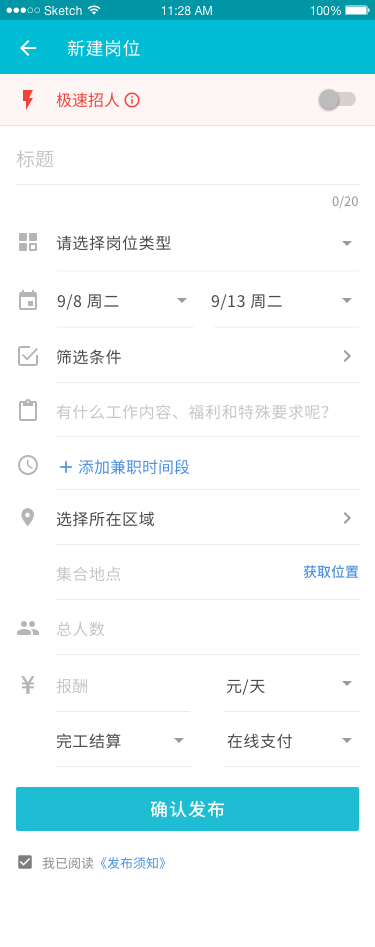 Sketch 11:28 AM 100%
新建岗位
极速招人
标题
0/20
请选择岗位类型
9/8 周二 9/13 周二
筛选条件
有什么工作内容、福利和特殊要求呢？
+ 添加兼职时间段
选择所在区域
集合地点 获取位置
总人数
¥ 报酬 元/天
完工结算 在线支付
确认发布
我已阅读《发布须知》